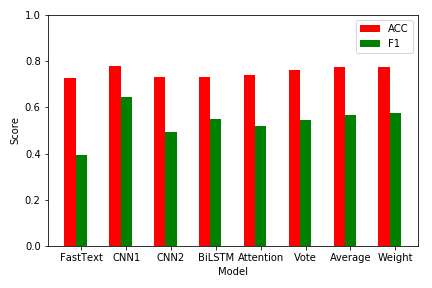 1.0
ACC
F1
0.8
0.6
Score
0.4
0.2
0.0
FastText CNN1 CNN2 BiLSTM Attention Vote Average Weight
Model